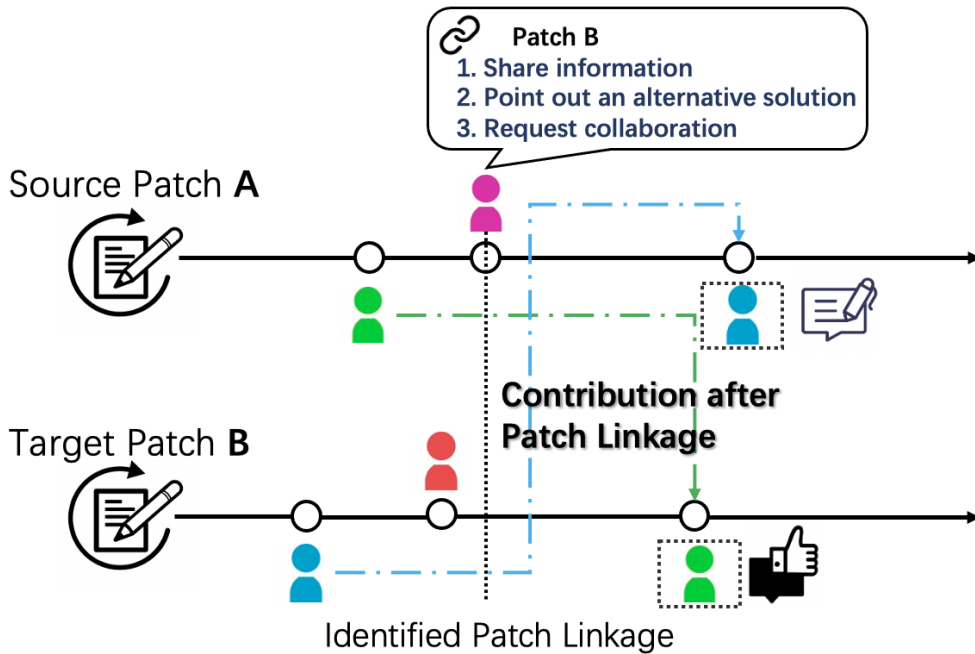 Patch B
1. Share information
2. Point out an alternative solution
3. Request collaboration
Source Patch A
Contribution after
Patch Linkage
Target Patch B
Identified Patch Linkage